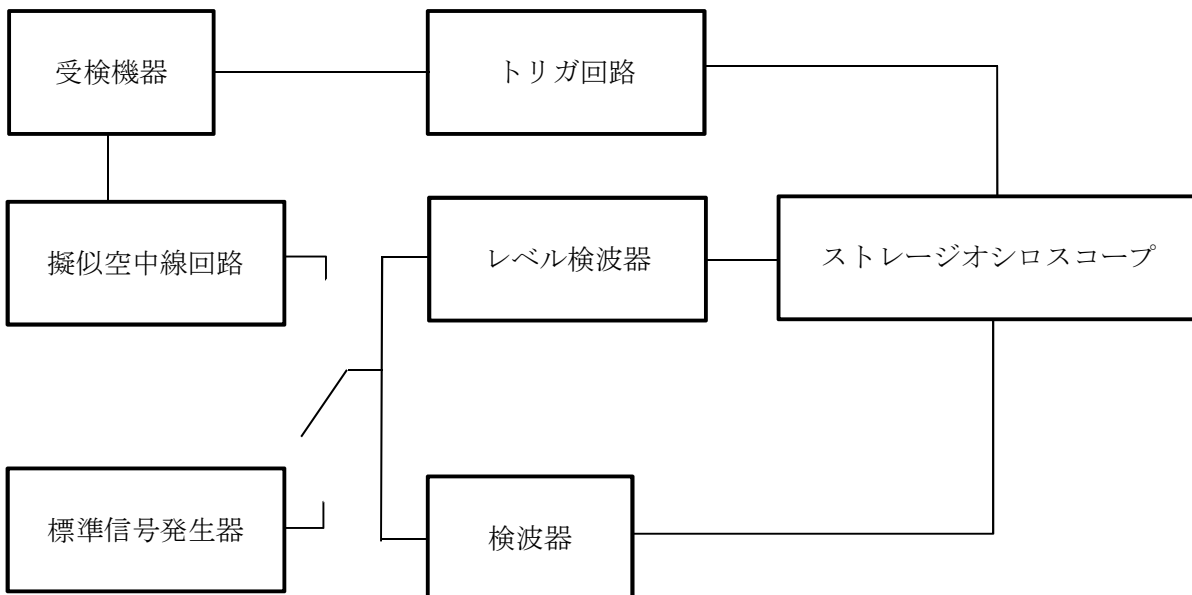 受検機器
トリガ回路
擬似空中線回路
レベル検波器
ストレージオシロスコープ
標準信号発生器
検波器